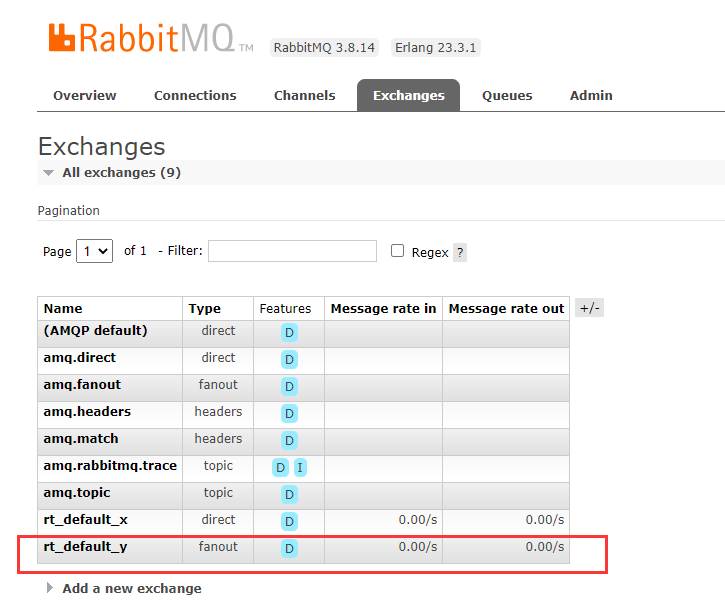 RabbitMQ TM RabbitMQ 3.8.14 Erlang 23.3.1
Overview Connections Channels Exchanges Queues Admin
Exchanges
All exchanges (9)
Pagination
Page 1 of 1 - Filter: Regex ?
Name Type Features Message rate in Message rate out +/-
(AMQP default) direct D
amq.direct direct D
amq.fanout fanout D
amq.headers headers D
amq.match headers D
amq.rabbitmq.trace topic D I
amq.topic topic D
rt_default_x direct D 0.00/s 0.00/s
rt_default_y fanout D 0.00/s 0.00/s
Add a new exchange